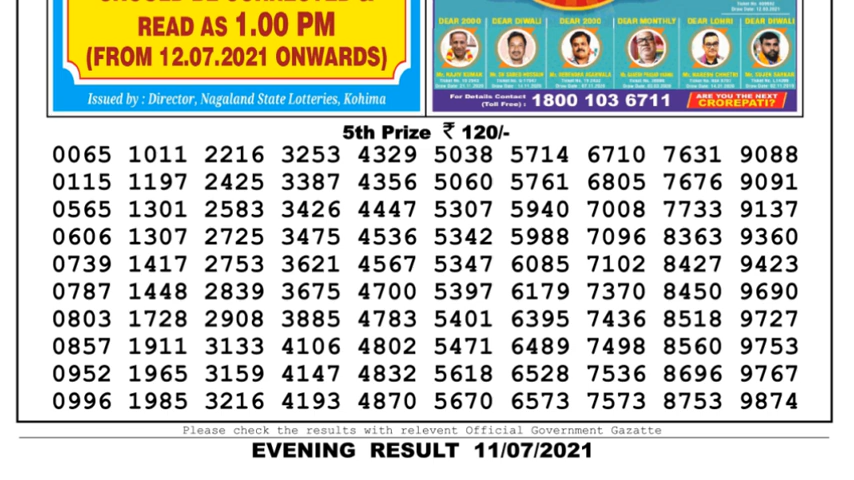 READ AS 1.00 PM
(FROM 12.07.2021 ONWARDS)
Issued by : Director, Nagaland State Lotteries, Kohima
DEAR 2000 DEAR DIWALI DEAR 2000 DEAR MONTHLY DEAR LOHRI DEAR DIWALI
For Details Contact
(Toll Free) : 1800 103 6711
ARE YOU THE NEXT
CROREPATI?
5th Prize ₹ 120/-
0065 1011 2216 3253 4329 5038 5714 6710 7631 9088
0115 1197 2425 3387 4356 5060 5761 6805 7676 9091
0565 1301 2583 3426 4447 5307 5940 7008 7733 9137
0606 1307 2725 3475 4536 5342 5988 7096 8363 9360
0739 1417 2753 3621 4567 5347 6085 7102 8427 9423
0787 1448 2839 3675 4700 5397 6179 7370 8450 9690
0803 1728 2908 3885 4783 5401 6395 7436 8518 9727
0857 1911 3133 4106 4802 5471 6489 7498 8560 9753
0952 1965 3159 4147 4832 5618 6528 7536 8696 9767
0996 1985 3216 4193 4870 5670 6573 7573 8753 9874
Please check the results with relevent Official Government Gazatte
EVENING RESULT 11/07/2021